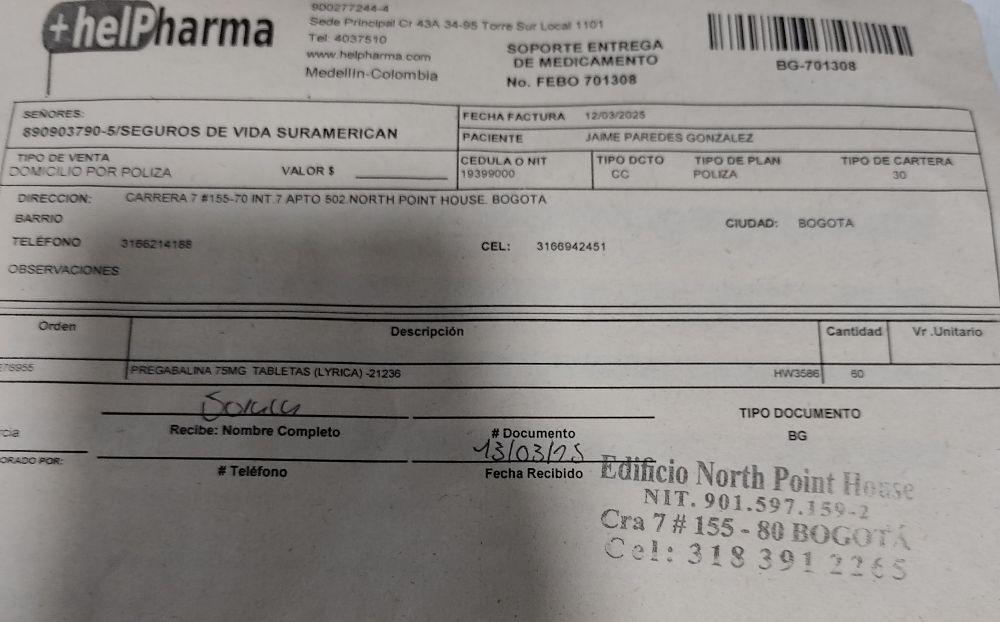 +helPharma
900277244-4
Sede Principal Cr 43A 34-95 Torre Sur Local 1101
Tel: 4037510
www.helpharma.com
Medellín-Colombia
SOPORTE ENTREGA
DE MEDICAMENTO
No. FEBO 701308
BG-701308
SEÑORES:
890903790-5/SEGUROS DE VIDA SURAMERICAN
FECHA FACTURA 12/03/2025
PACIENTE JAIME PAREDES GONZALEZ
TIPO DE VENTA
DOMICILIO POR POLIZA VALOR $
CEDULA O NIT TIPO DCTO TIPO DE PLAN TIPO DE CARTERA
19399000 CC POLIZA 30
DIRECCION: CARRERA 7 #155-70 INT.7 APTO 502.NORTH POINT HOUSE. BOGOTA
BARRIO CIUDAD: BOGOTA
TELÉFONO 3166214188 CEL: 3166942451
OBSERVACIONES
Orden Descripción Cantidad Vr .Unitario
76955 PREGABALINA 75MG TABLETAS (LYRICA) -21236 HW3586 60
Recibe: Nombre Completo
# Documento
TIPO DOCUMENTO
BG
cia
ORADO POR:
# Teléfono
13/03/25
Fecha Recibido
Edificio North Point House
NIT. 901.597.159-2
Cra 7 # 155 - 80 BOGOTÁ
Cel: 318 391 2265